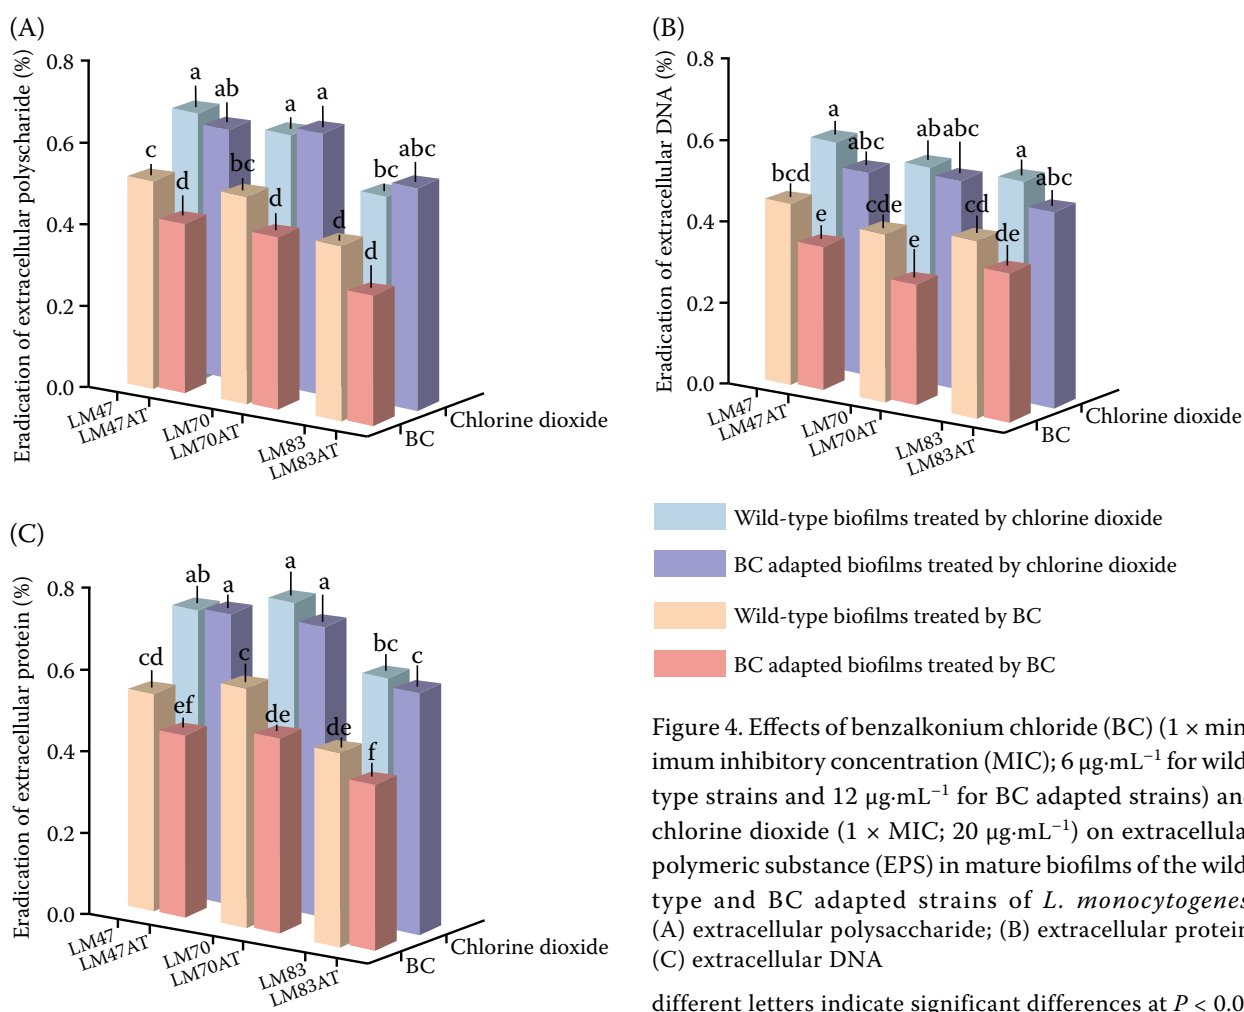 (A)
Eradication of extracellular polyscharide (%)
0.8
0.6
0.4
0.2
0.0
a
ab
a
a
c
d
bc
d
bc
abc
d
d
LM47
LM47AT
LM70
LM70AT
LM83
LM83AT
BC
Chlorine dioxide
(B)
Eradication of extracellular DNA (%)
0.8
0.6
0.4
0.2
0.0
a
abc
ab
abc
a
abc
bcd
e
cde
e
cd
de
LM47
LM47AT
LM70
LM70AT
LM83
LM83AT
BC
Chlorine dioxide
(C)
Eradication of extracellular protein (%)
0.8
0.6
0.4
0.2
0.0
ab
a
a
a
bc
c
cd
ef
c
de
de
f
LM47
LM47AT
LM70
LM70AT
LM83
LM83AT
BC
Chlorine dioxide
Wild-type biofilms treated by chlorine dioxide
BC adapted biofilms treated by chlorine dioxide
Wild-type biofilms treated by BC
BC adapted biofilms treated by BC
Figure 4. Effects of benzalkonium chloride (BC) (1 × min
imum inhibitory concentration (MIC); 6 µg·mL⁻¹ for wild
type strains and 12 µg·mL⁻¹ for BC adapted strains) an
chlorine dioxide (1 × MIC; 20 µg·mL⁻¹) on extracellula
polymeric substance (EPS) in mature biofilms of the wild
type and BC adapted strains of L. monocytogenes
(A) extracellular polysaccharide; (B) extracellular protein
(C) extracellular DNA
different letters indicate significant differences at P < 0.0